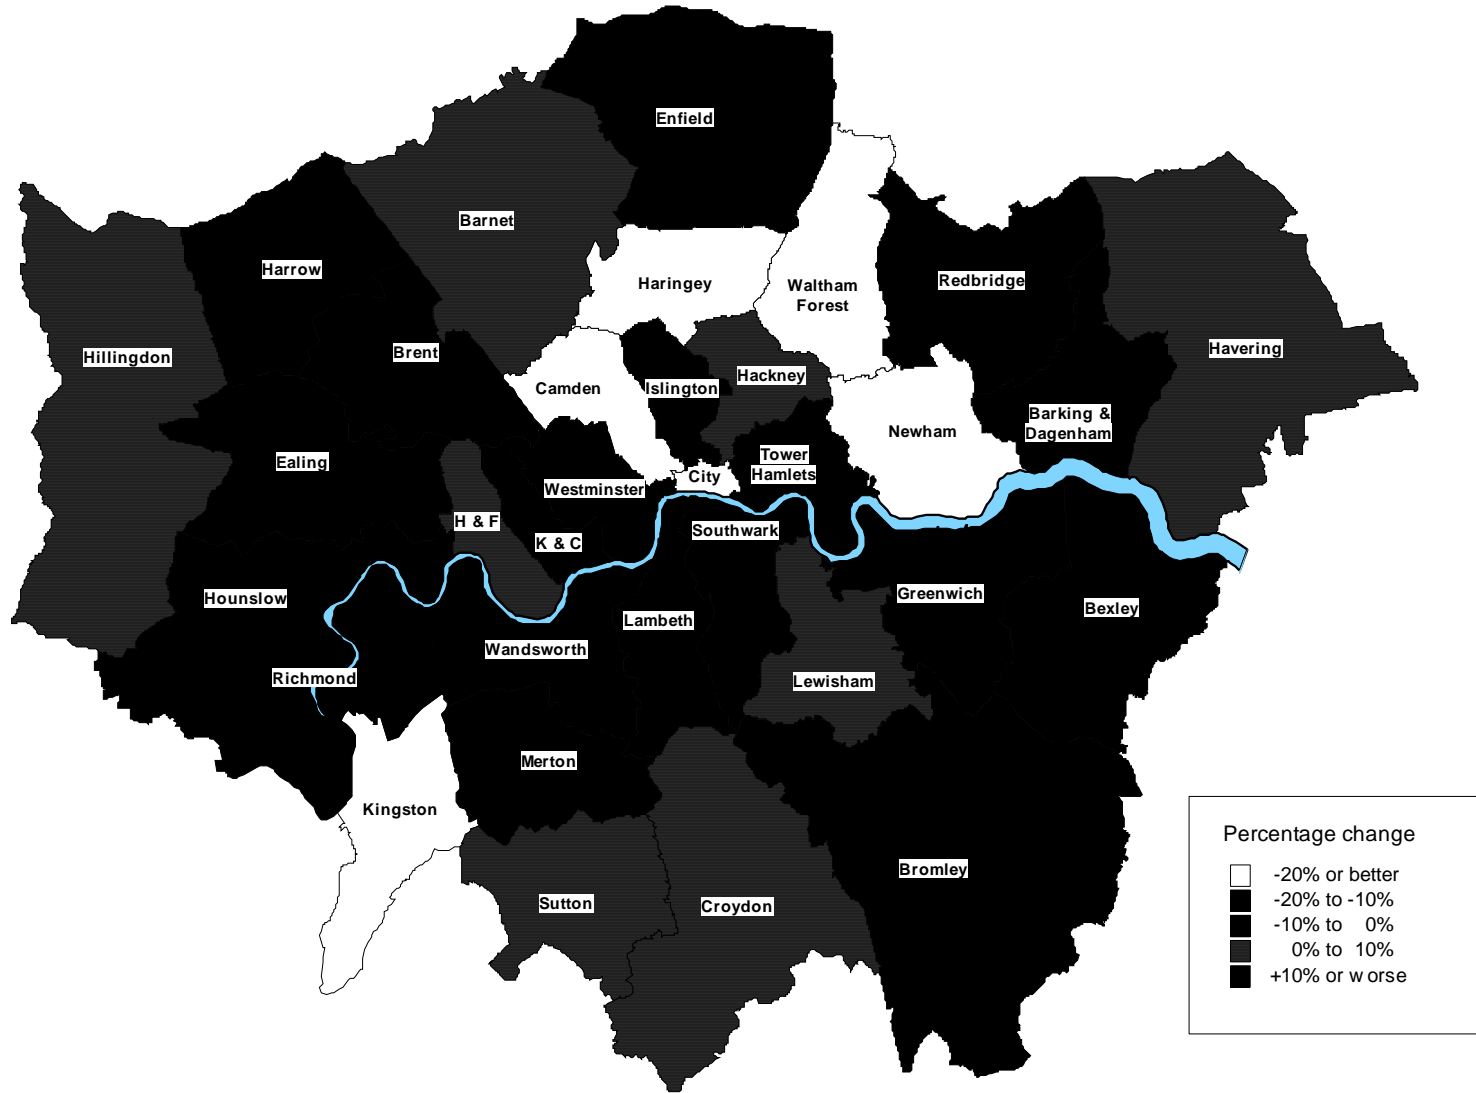 Enfield
Barnet
Harrow
Haringey
Waltham
Forest
Redbridge
Hillingdon
Brent
Havering
Camden
Islington
Hackney
Barking &
Dagenham
Newham
Ealing
Tower
Hamlets
City
Westminster
H & F
K & C
Southwark
Hounslow
Greenwich
Bexley
Lambeth
Wandsworth
Richmond
Lewisham
Merton
Kingston
Bromley
Sutton
Croydon
Percentage change
-20% or better
-20% to -10%
-10% to 0%
0% to 10%
+10% or worse